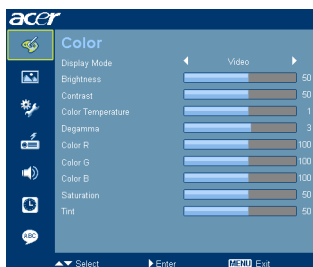 acer
Color
Display Mode Video
Brightness 50
Contrast 50
Color Temperature 1
Degamma 3
Color R 100
Color G 100
Color B 100
Saturation 50
Tint 50
ABC
Select Enter MENU Exit